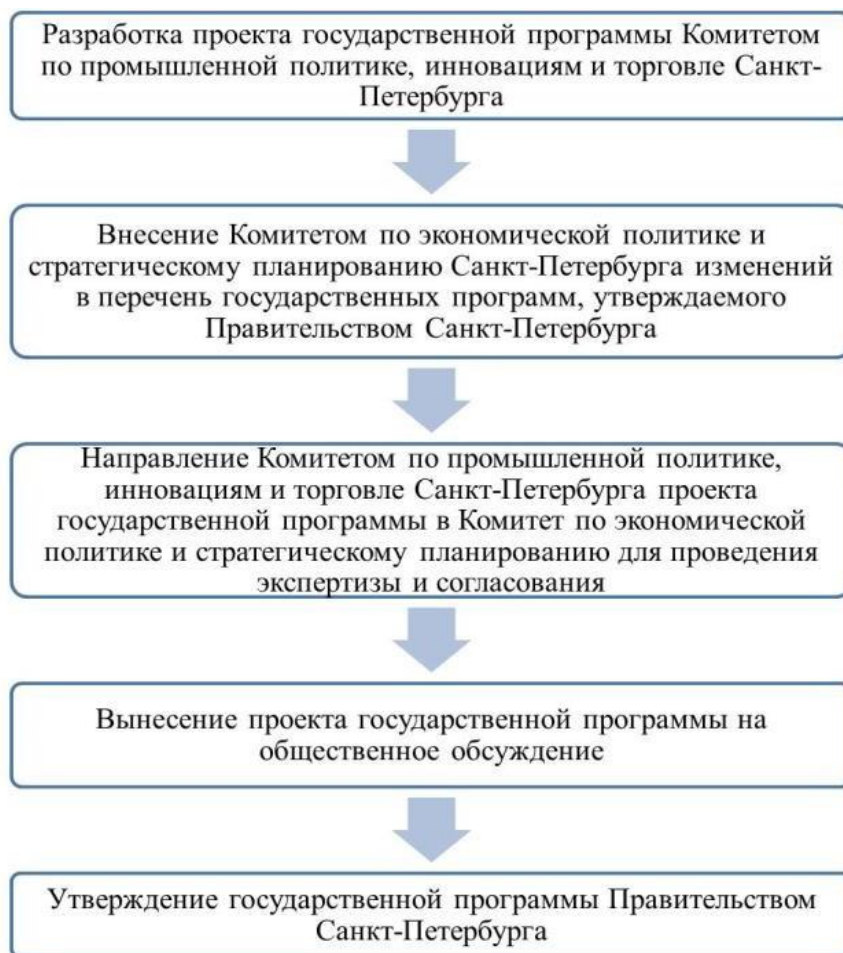 Разработка проекта государственной программы Комитетом
по промышленной политике, инновациям и торговле Санкт-
Петербурга
Внесение Комитетом по экономической политике и
стратегическому планированию Санкт-Петербурга изменений
в перечень государственных программ, утверждаемого
Правительством Санкт-Петербурга
Направление Комитетом по промышленной политике,
инновациям и торговле Санкт-Петербурга проекта
государственной программы в Комитет по экономической
политике и стратегическому планированию для проведения
экспертизы и согласования
Вынесение проекта государственной программы на
общественное обсуждение
Утверждение государственной программы Правительством
Санкт-Петербурга